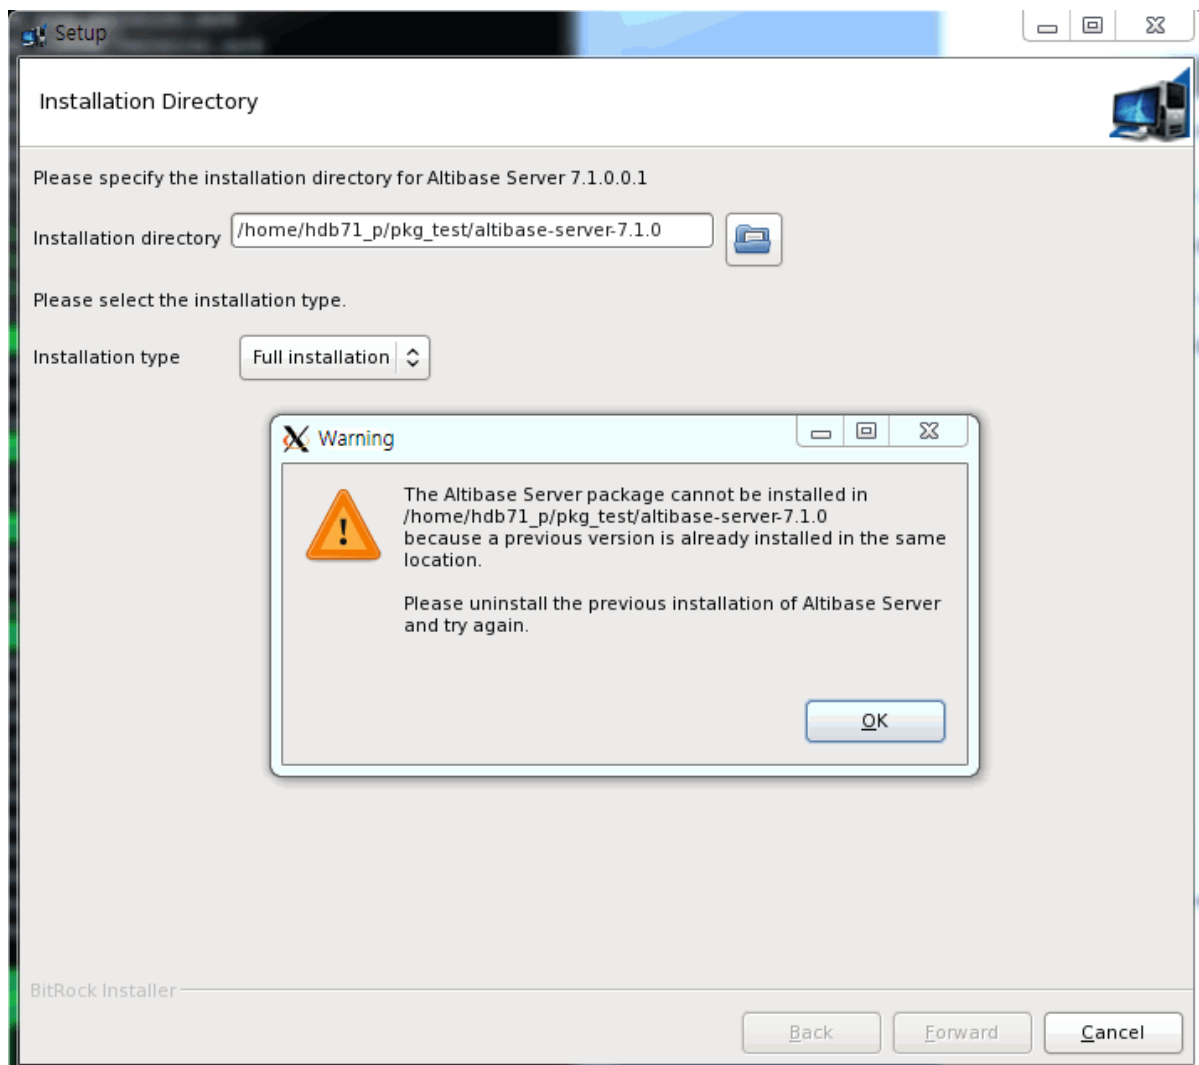 Setup
Installation Directory
Please specify the installation directory for Altibase Server 7.1.0.0.1
Installation directory /home/hdb71_p/pkg_test/altibase-server-7.1.0
Please select the installation type.
Installation type Full installation
Warning
The Altibase Server package cannot be installed in
/home/hdb71_p/pkg_test/altibase-server-7.1.0
because a previous version is already installed in the same
location.
Please uninstall the previous installation of Altibase Server
and try again.
OK
BitRock Installer
Back Forward Cancel